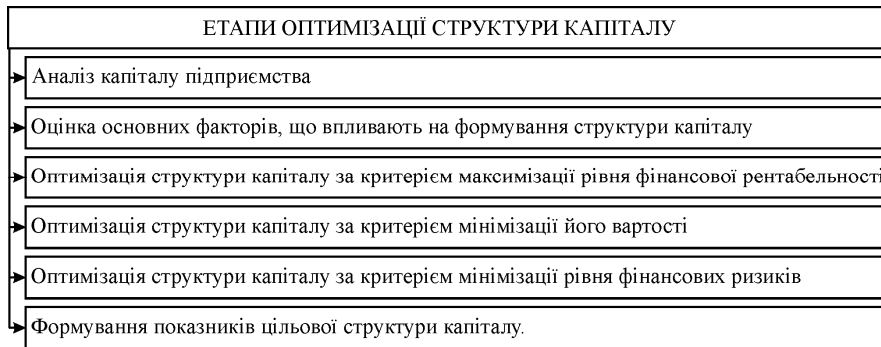 ЕТАПИ ОПТИМІЗАЦІЇ СТРУКТУРИ КАПІТАЛУ
Аналіз капіталу підприємства
Оцінка основних факторів, що впливають на формування структури капіталу
Оптимізація структури капіталу за критерієм максимізації рівня фінансової рентабельності
Оптимізація структури капіталу за критерієм мінімізації його вартості
Оптимізація структури капіталу за критерієм мінімізації рівня фінансових ризиків
Формування показників цільової структури капіталу.